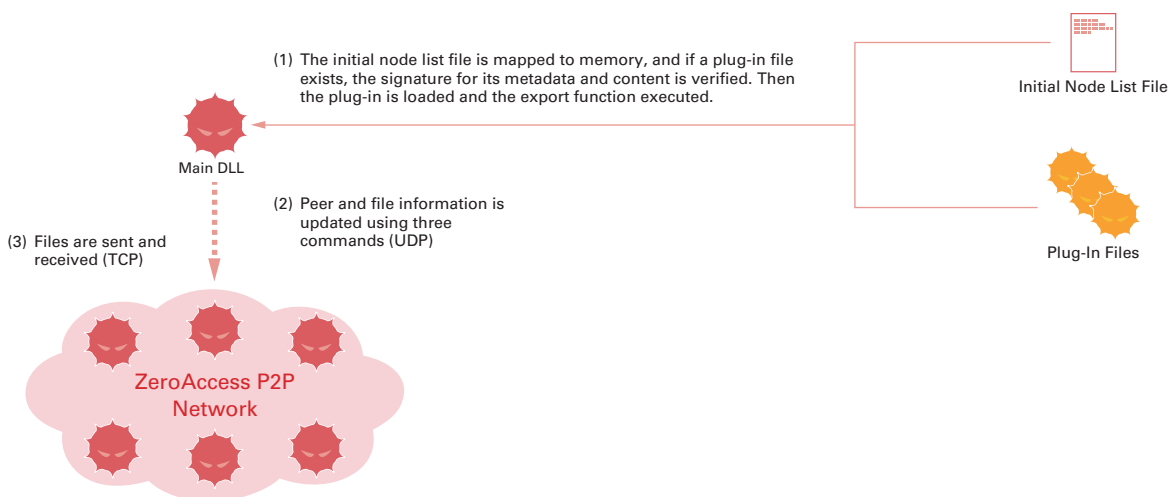 (1) The initial node list file is mapped to memory, and if a plug-in file
exists, the signature for its metadata and content is verified. Then
the plug-in is loaded and the export function executed.
Initial Node List File
Main DLL
(2) Peer and file information is
updated using three
commands (UDP)
(3) Files are sent and
received (TCP)
Plug-In Files
ZeroAccess P2P
Network